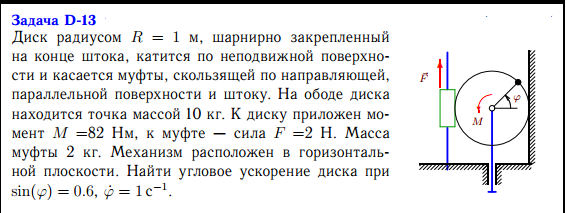 Задача D-13
Диск радиусом R = 1 м, шарнирно закрепленный
на конце штока, катится по неподвижной поверхно-
сти и касается муфты, скользящей по направляющей,
параллельной поверхности и штоку. На ободе диска
находится точка массой 10 кг. К диску приложен мо-
мент M =82 Нм, к муфте — сила F =2 Н. Масса
муфты 2 кг. Механизм расположен в горизонталь-
ной плоскости. Найти угловое ускорение диска при
sin(φ) = 0.6, φ̇ = 1 с⁻¹.
F⃗
φ
M